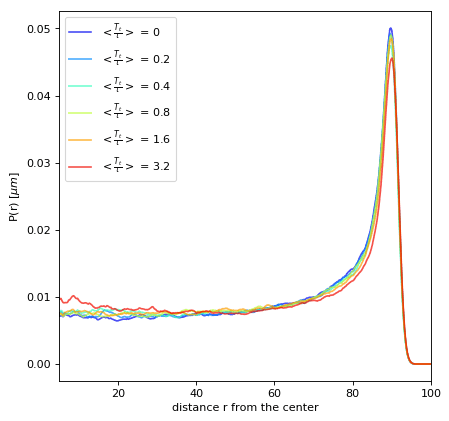 0.05
0.04
0.03
0.02
0.01
0.00
P(r) [μm]
< T_t/τ > = 0
< T_t/τ > = 0.2
< T_t/τ > = 0.4
< T_t/τ > = 0.8
< T_t/τ > = 1.6
< T_t/τ > = 3.2
20 40 60 80 100
distance r from the center